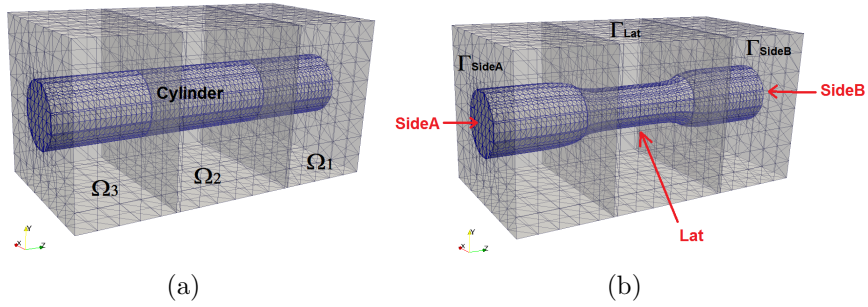 Cylinder
Ω3
Ω2
Ω1
Y
X
Z
(a)
ΓLat
ΓSideA
ΓSideB
SideA
SideB
Lat
Y
X
Z
(b)